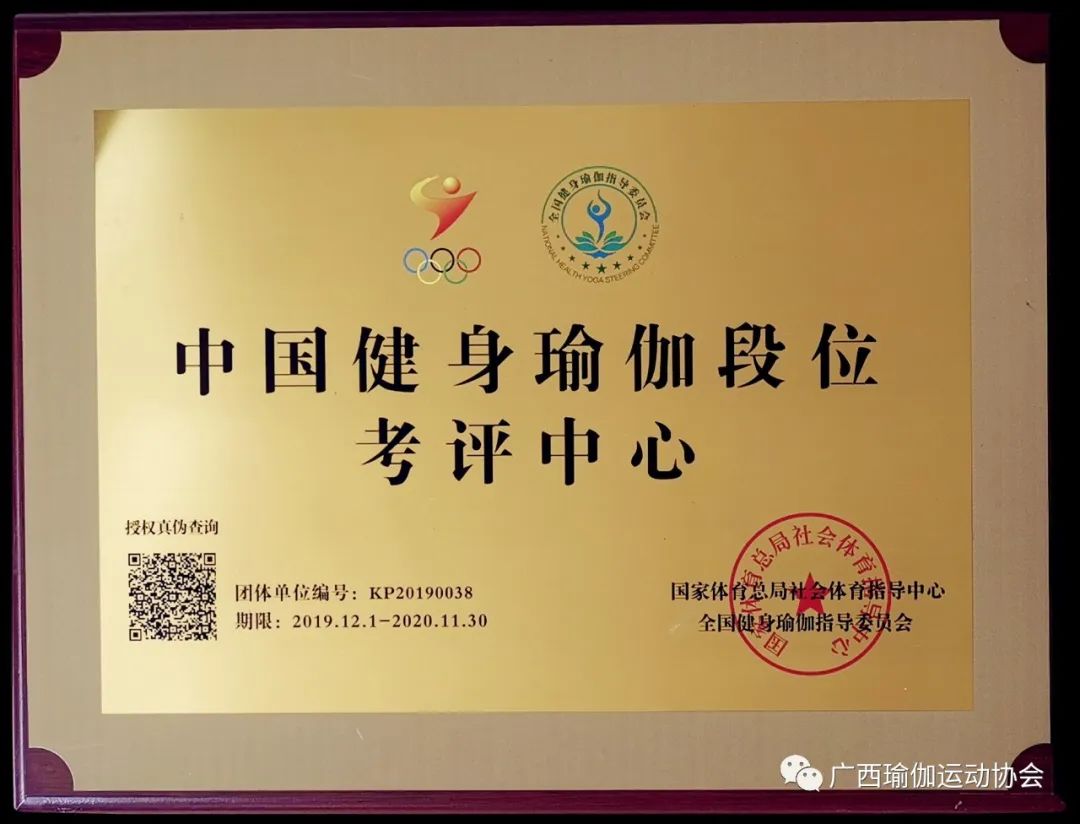 全国健身瑜伽指导委员会
NATIONAL HEALTH YOGA STEERING COMMITTEE
中国健身瑜伽段位
考评中心
授权真伪查询
团体单位编号：KP20190038
期限：2019.12.1-2020.11.30
国家体育总局社会体育指导中心
全国健身瑜伽指导委员会
国家体育总局社会体育指导中心
广西瑜伽运动协会